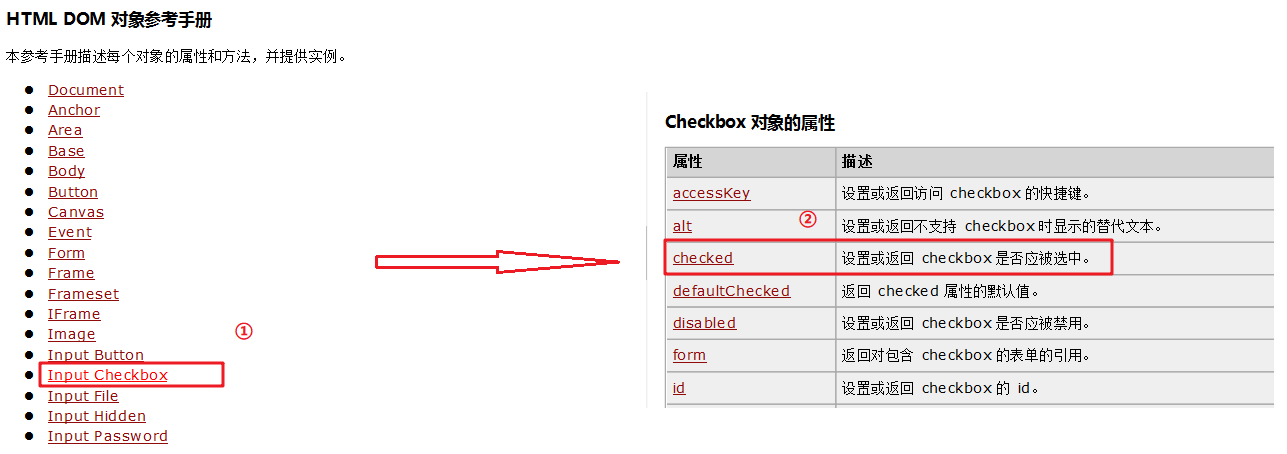 HTML DOM 对象参考手册
本参考手册描述每个对象的属性和方法，并提供实例。
Document
Anchor
Area
Base
Body
Button
Canvas
Event
Form
Frame
Frameset
IFrame
Image
①
Input Button
Input Checkbox
Input File
Input Hidden
Input Password
Checkbox 对象的属性
属性 描述
accessKey 设置或返回访问 checkbox 的快捷键。
②
alt 设置或返回不支持 checkbox 时显示的替代文本。
checked 设置或返回 checkbox 是否应被选中。
defaultChecked 返回 checked 属性的默认值。
disabled 设置或返回 checkbox 是否应被禁用。
form 返回对包含 checkbox 的表单的引用。
id 设置或返回 checkbox 的 id。